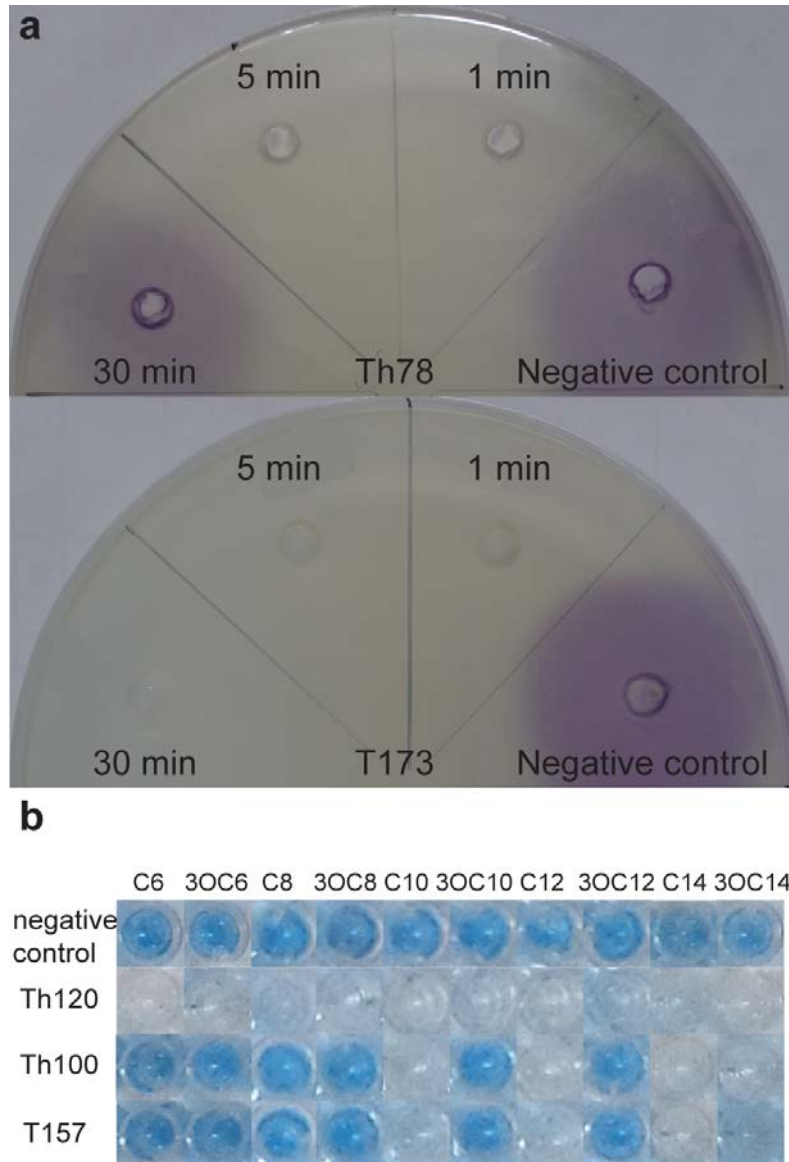 a
5 min 1 min
30 min Th78 Negative control
5 min 1 min
30 min T173 Negative control
b
C6 3OC6 C8 3OC8 C10 3OC10 C12 3OC12 C14 3OC14
negative
control
Th120
Th100
T157